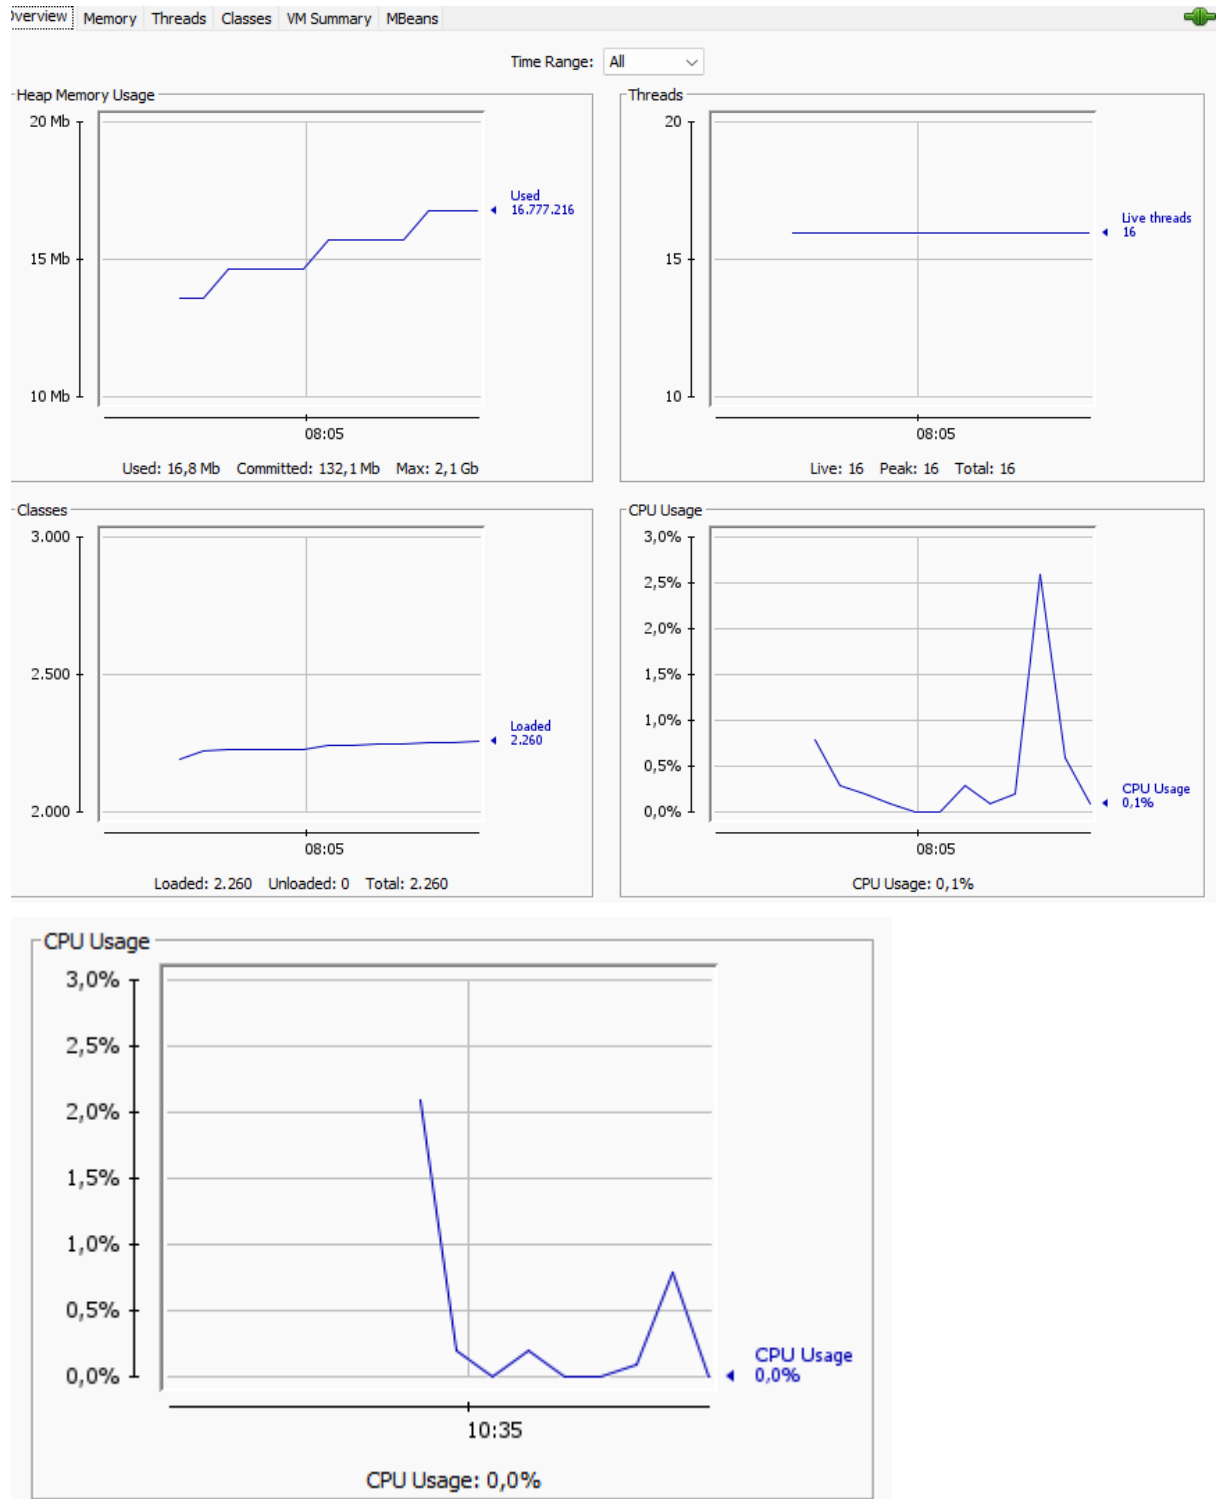 Overview Memory Threads Classes VM Summary MBeans
Time Range: All
Heap Memory Usage
20 Mb
15 Mb
10 Mb
Used
16.777.216
08:05
Used: 16,8 Mb Committed: 132,1 Mb Max: 2,1 Gb
Threads
20
15
10
Live threads
16
08:05
Live: 16 Peak: 16 Total: 16
Classes
3.000
2.500
2.000
Loaded
2.260
08:05
Loaded: 2.260 Unloaded: 0 Total: 2.260
CPU Usage
3,0%
2,5%
2,0%
1,5%
1,0%
0,5%
0,0%
CPU Usage
0,1%
08:05
CPU Usage: 0,1%
CPU Usage
3,0%
2,5%
2,0%
1,5%
1,0%
0,5%
0,0%
CPU Usage
0,0%
10:35
CPU Usage: 0,0%